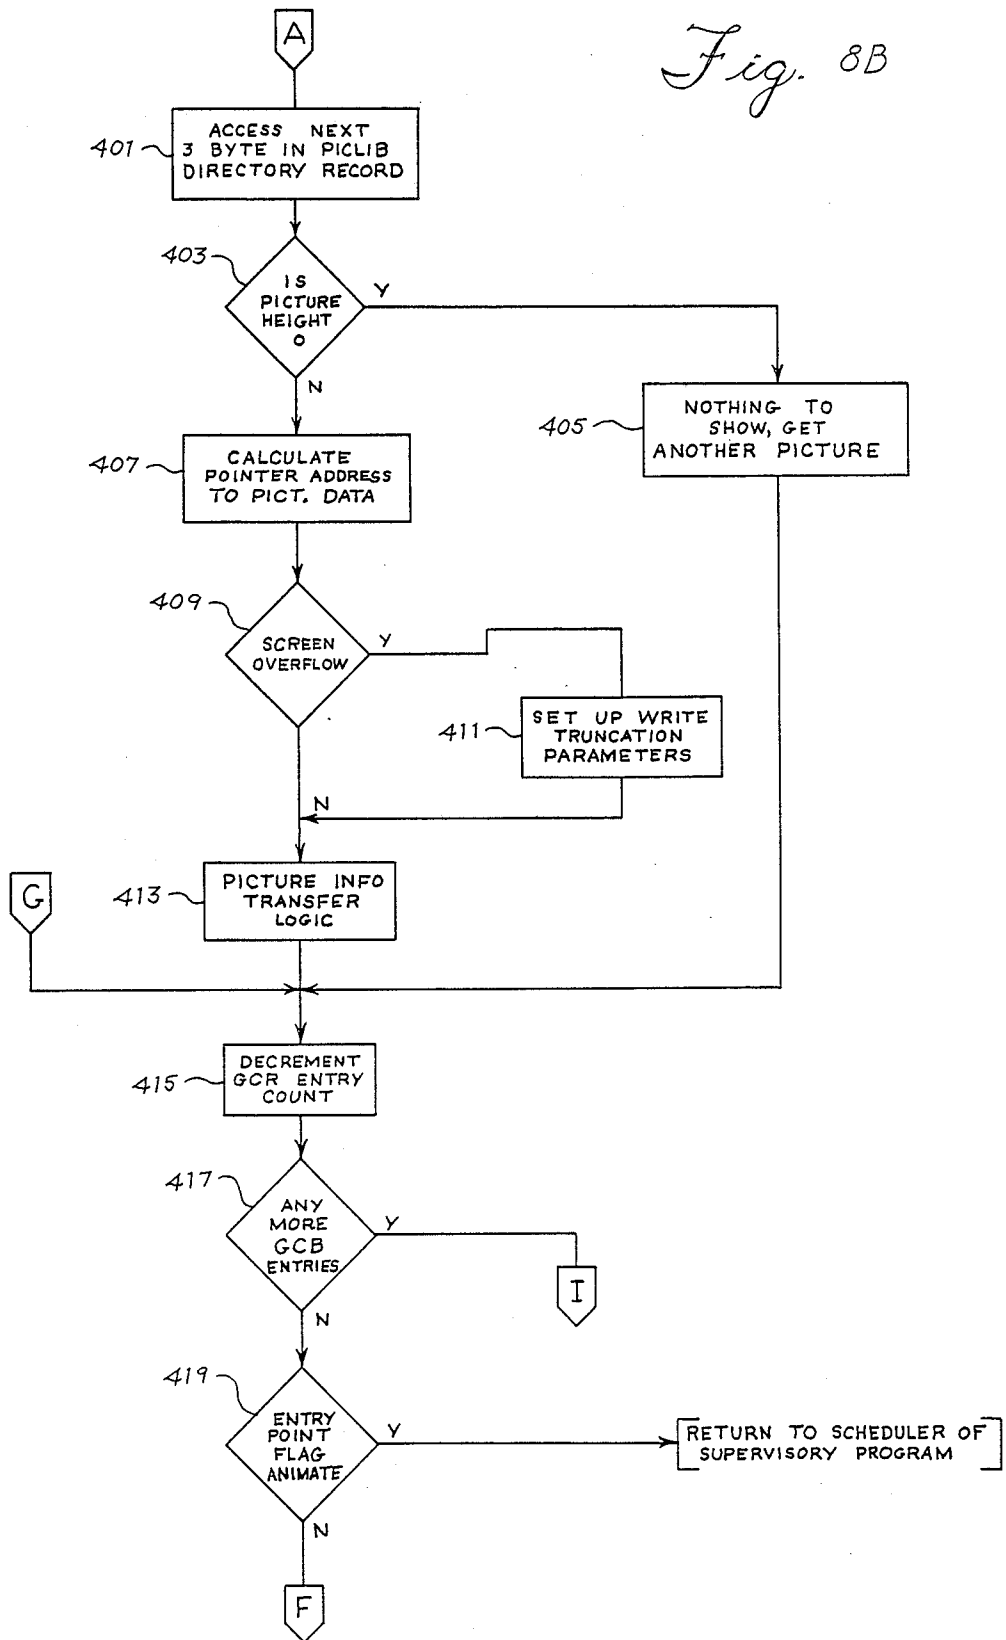 A
Fig. 8B
401
ACCESS NEXT
3 BYTE IN PICLIB
DIRECTORY RECORD
403
IS
PICTURE
HEIGHT
0
Y
N
405
NOTHING TO
SHOW, GET
ANOTHER PICTURE
407
CALCULATE
POINTER ADDRESS
TO PICT. DATA
409
SCREEN
OVERFLOW
Y
411
SET UP WRITE
TRUNCATION
PARAMETERS
N
413
PICTURE INFO
TRANSFER
LOGIC
G
415
DECREMENT
GCR ENTRY
COUNT
417
ANY
MORE
GCB
ENTRIES
Y
I
N
419
ENTRY
POINT
FLAG
ANIMATE
Y
RETURN TO SCHEDULER OF
SUPERVISORY PROGRAM
N
F